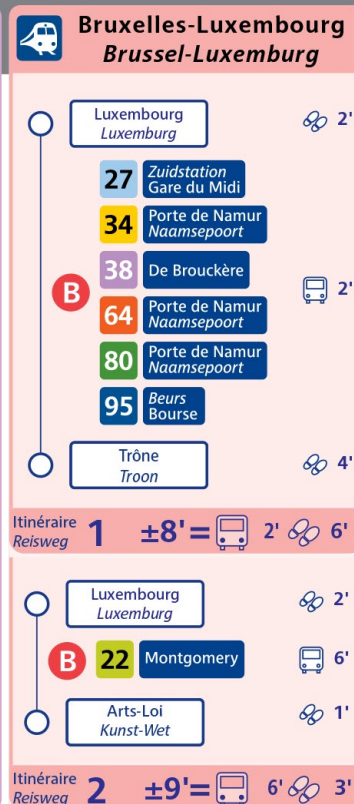 Bruxelles-Luxembourg
Brussel-Luxemburg
Luxembourg
Luxemburg
2'
27 Zuidstation
Gare du Midi
34 Porte de Namur
Naamsepoort
38 De Brouckère
B
2'
64 Porte de Namur
Naamsepoort
80 Porte de Namur
Naamsepoort
95 Beurs
Bourse
Trône
Troon
4'
Itinéraire
Reisweg
1 ±8'= 2' 6'
Luxembourg
Luxemburg
2'
B 22 Montgomery 6'
Arts-Loi
Kunst-Wet
1'
Itinéraire
Reisweg
2 ±9'= 6' 3'